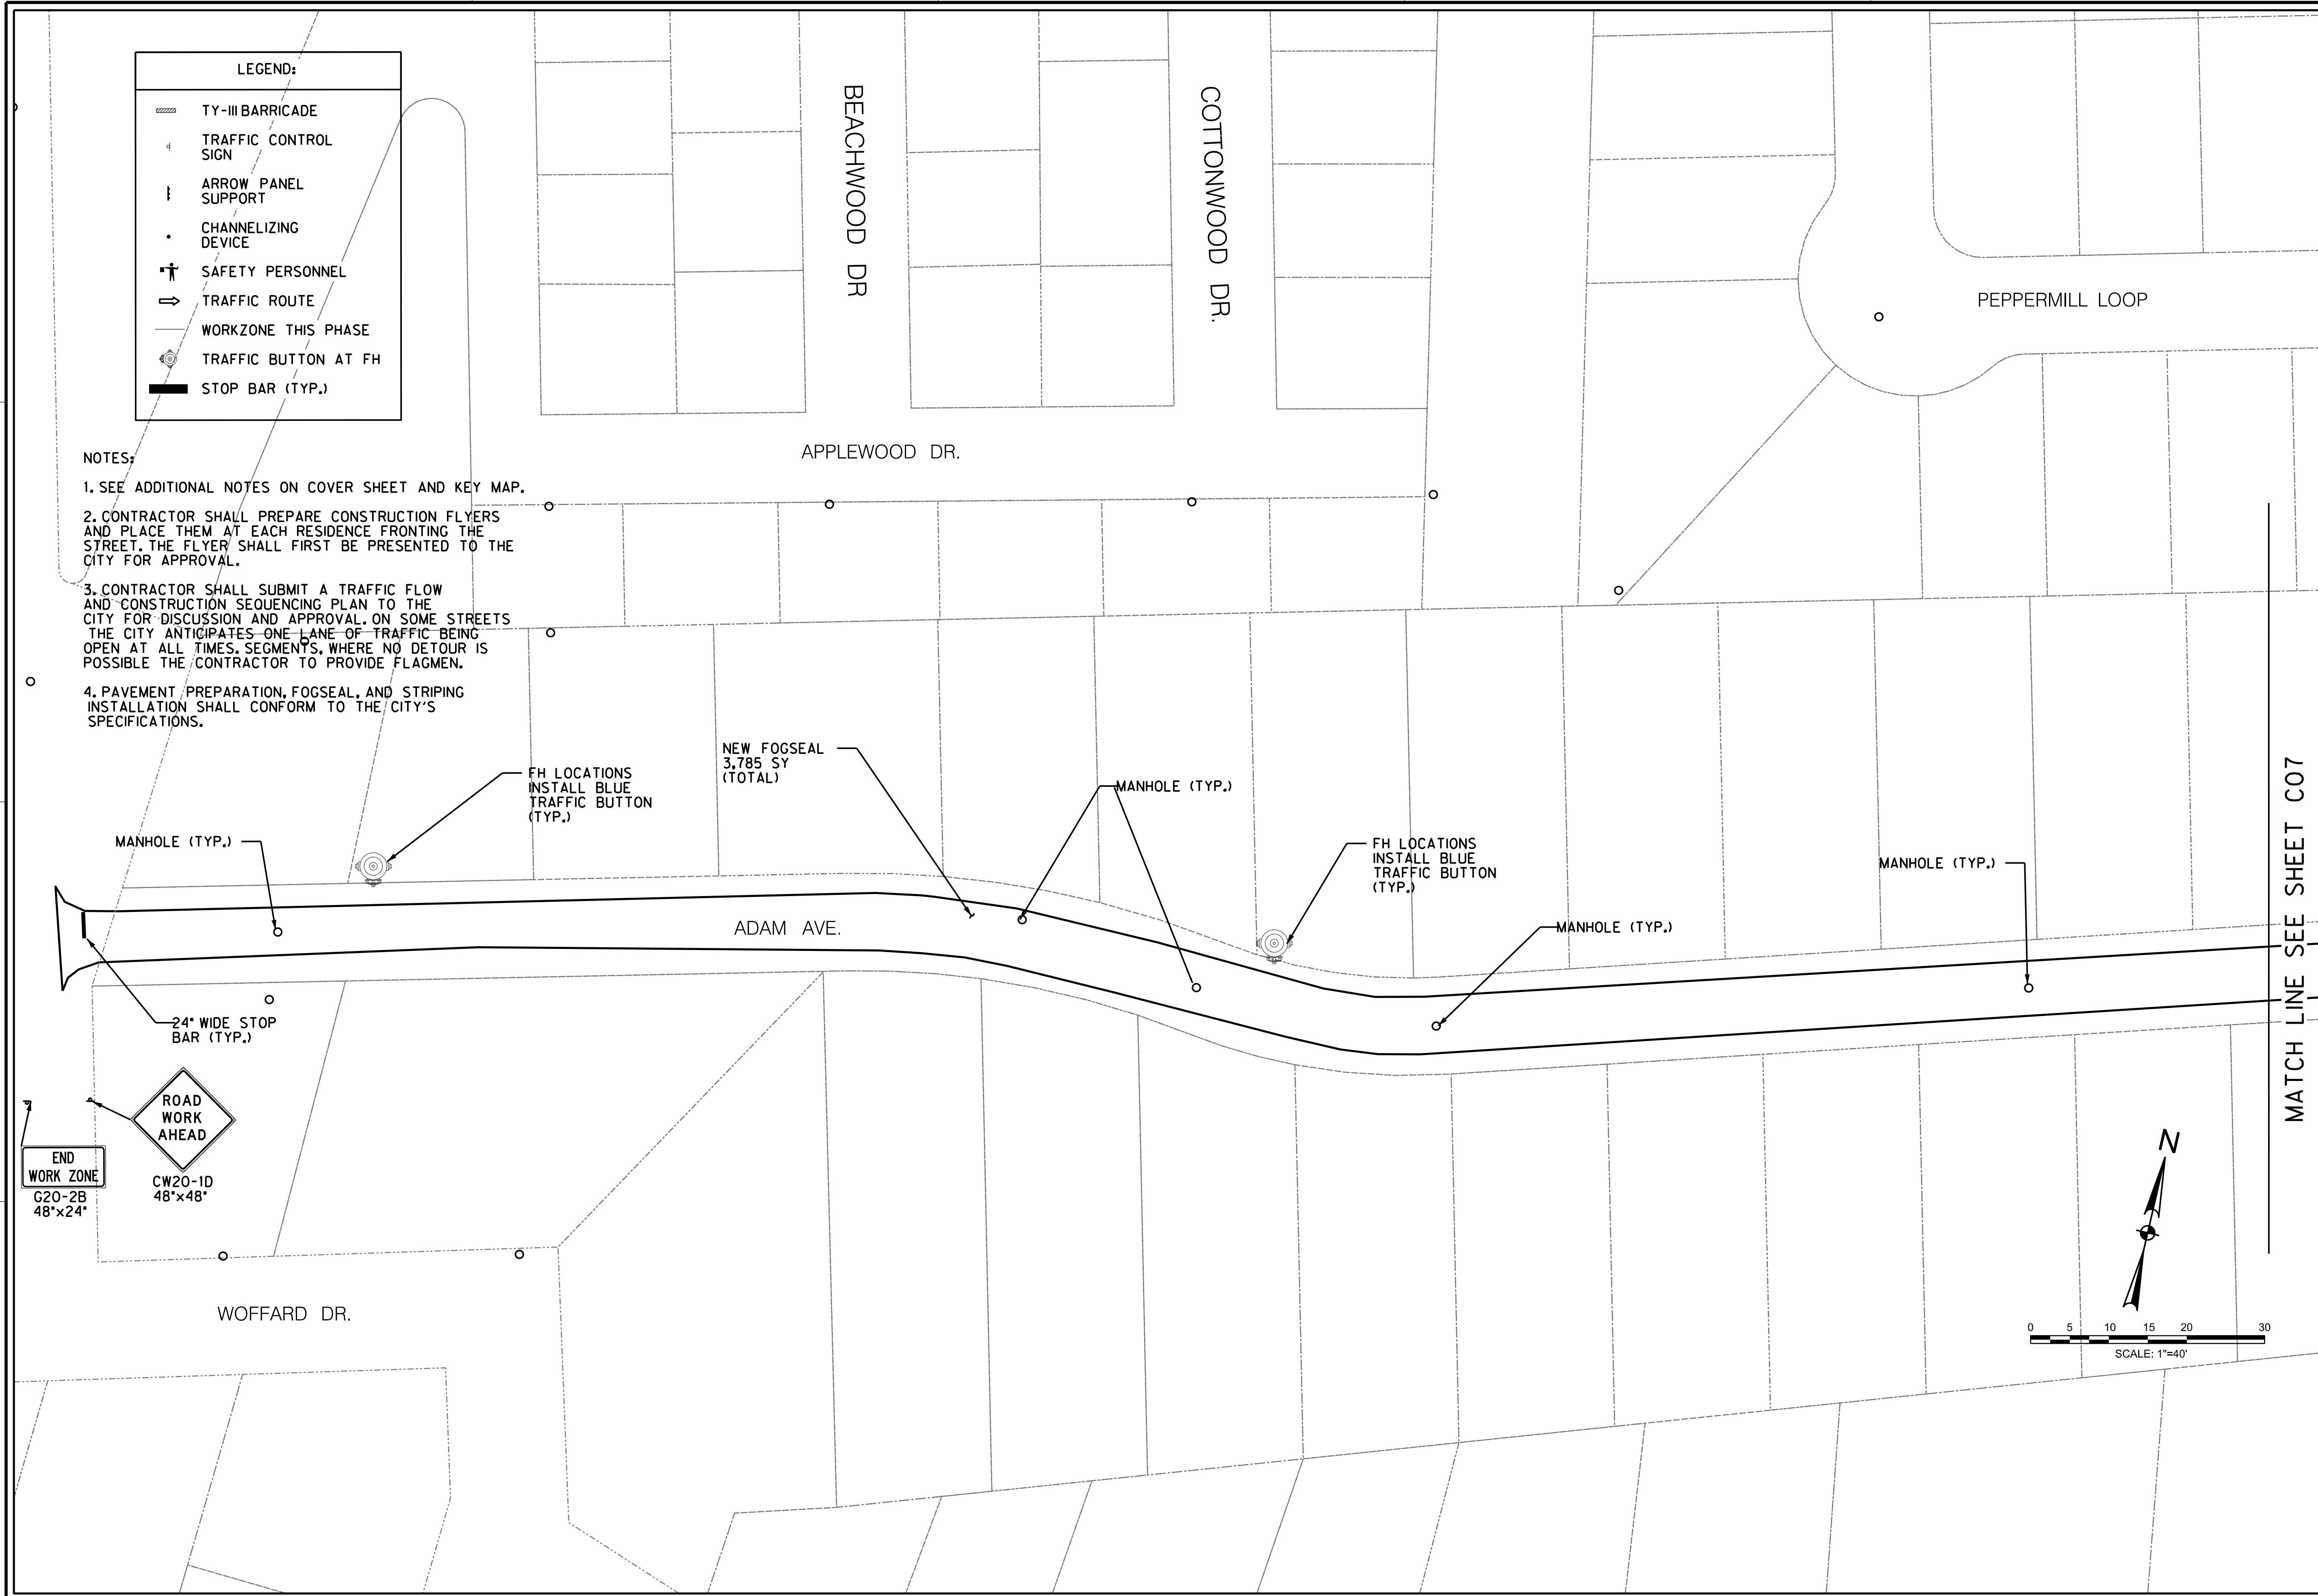 LEGEND:
TY-III BARRICADE
TRAFFIC CONTROL
SIGN
ARROW PANEL
SUPPORT
CHANNELIZING
DEVICE
SAFETY PERSONNEL
TRAFFIC ROUTE
WORKZONE THIS PHASE
TRAFFIC BUTTON AT FH
STOP BAR (TYP.)
NOTES:
1. SEE ADDITIONAL NOTES ON COVER SHEET AND KEY MAP.
2. CONTRACTOR SHALL PREPARE CONSTRUCTION FLYERS
AND PLACE THEM AT EACH RESIDENCE FRONTING THE
STREET. THE FLYER SHALL FIRST BE PRESENTED TO THE
CITY FOR APPROVAL.
3. CONTRACTOR SHALL SUBMIT A TRAFFIC FLOW
AND CONSTRUCTION SEQUENCING PLAN TO THE
CITY FOR DISCUSSION AND APPROVAL. ON SOME STREETS
THE CITY ANTICIPATES ONE LANE OF TRAFFIC BEING
OPEN AT ALL TIMES. SEGMENTS, WHERE NO DETOUR IS
POSSIBLE THE CONTRACTOR TO PROVIDE FLAGMEN.
4. PAVEMENT PREPARATION, FOGSEAL, AND STRIPING
INSTALLATION SHALL CONFORM TO THE CITY'S
SPECIFICATIONS.
BEACHWOOD DR
COTTONWOOD DR.
PEPPERMILL LOOP
APPLEWOOD DR.
NEW FOGSEAL
3,785 SY
(TOTAL)
FH LOCATIONS
INSTALL BLUE
TRAFFIC BUTTON
(TYP.)
MANHOLE (TYP.)
MANHOLE (TYP.)
FH LOCATIONS
INSTALL BLUE
TRAFFIC BUTTON
(TYP.)
MANHOLE (TYP.)
MANHOLE (TYP.)
ADAM AVE.
MATCH LINE SEE SHEET C07
24" WIDE STOP
BAR (TYP.)
ROAD
WORK
AHEAD
CW20-1D
48"x48"
END
WORK ZONE
G20-2B
48"x24"
WOFFARD DR.
N
0 5 10 15 20 30
SCALE: 1"=40'